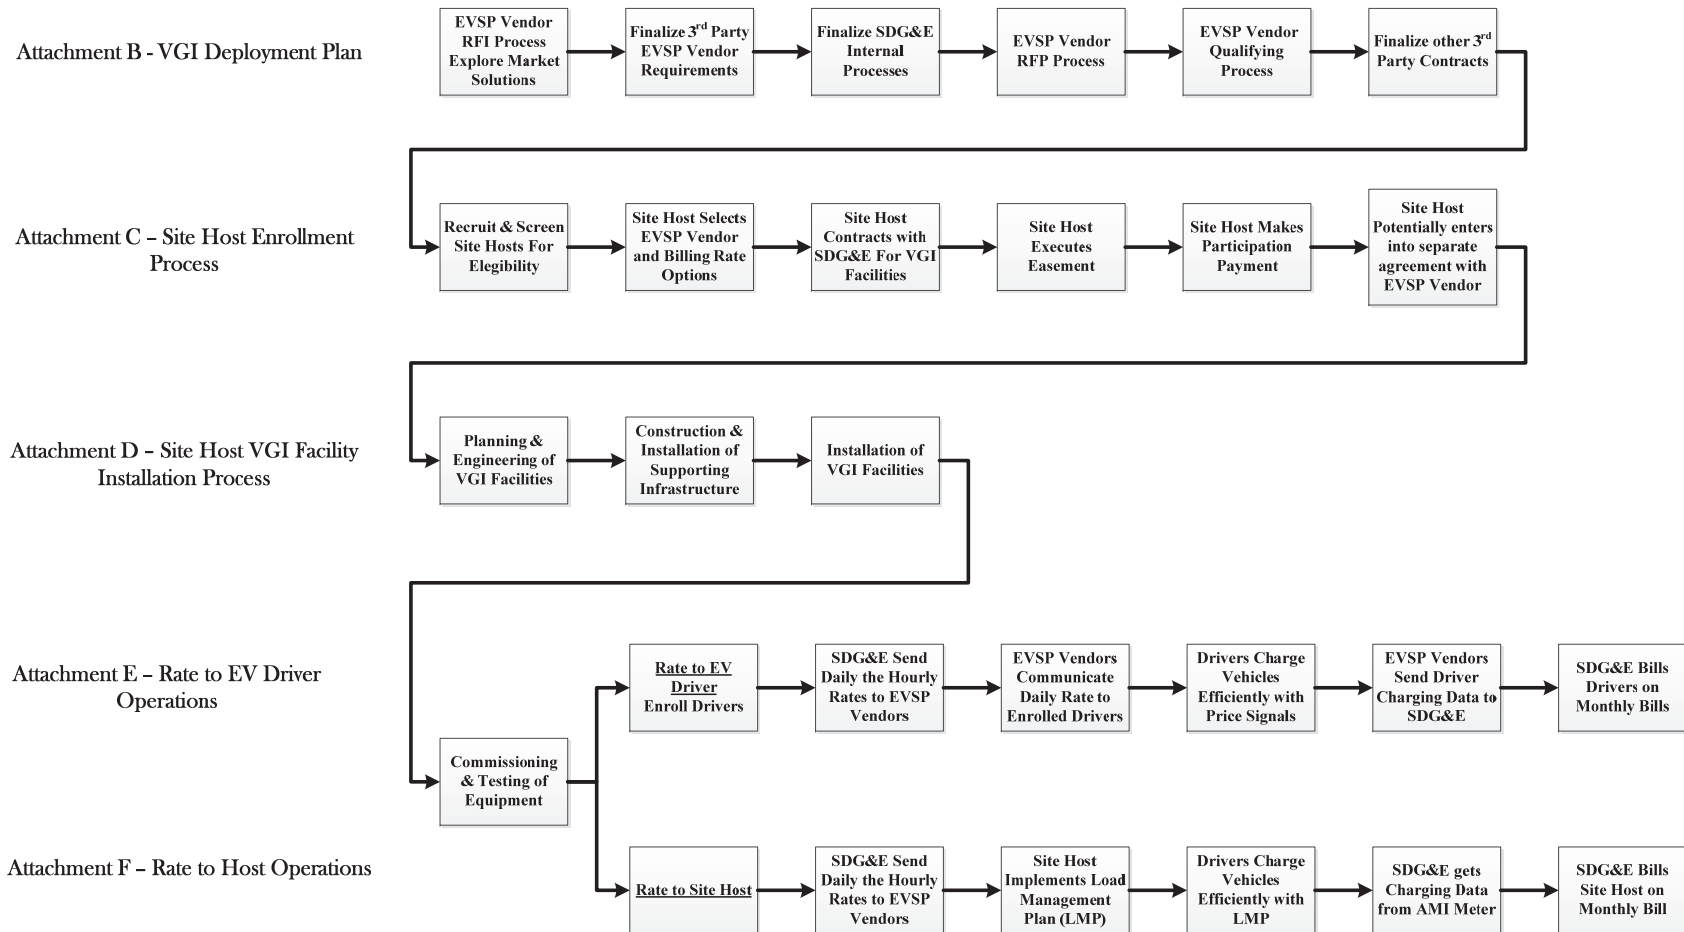 Attachment B - VGI Deployment Plan
EVSP Vendor
RFI Process
Explore Market
Solutions
Finalize 3rd Party
EVSP Vendor
Requirements
Finalize SDG&E
Internal
Processes
EVSP Vendor
RFP Process
EVSP Vendor
Qualifying
Process
Finalize other 3rd
Party Contracts
Attachment C – Site Host Enrollment
Process
Recruit & Screen
Site Hosts For
Elegibility
Site Host Selects
EVSP Vendor
and Billing Rate
Options
Site Host
Contracts with
SDG&E For VGI
Facilities
Site Host
Executes
Easement
Site Host Makes
Participation
Payment
Site Host
Potentially enters
into separate
agreement with
EVSP Vendor
Attachment D – Site Host VGI Facility
Installation Process
Planning &
Engineering of
VGI Facilities
Construction &
Installation of
Supporting
Infrastructure
Installation of
VGI Facilities
Attachment E – Rate to EV Driver
Operations
Commissioning
& Testing of
Equipment
Rate to EV
Driver
Enroll Drivers
SDG&E Send
Daily the Hourly
Rates to EVSP
Vendors
EVSP Vendors
Communicate
Daily Rate to
Enrolled Drivers
Drivers Charge
Vehicles
Efficiently with
Price Signals
EVSP Vendors
Send Driver
Charging Data to
SDG&E
SDG&E Bills
Drivers on
Monthly Bills
Attachment F – Rate to Host Operations
Rate to Site Host
SDG&E Send
Daily the Hourly
Rates to EVSP
Vendors
Site Host
Implements Load
Management
Plan (LMP)
Drivers Charge
Vehicles
Efficiently with
LMP
SDG&E gets
Charging Data
from AMI Meter
SDG&E Bills
Site Host on
Monthly Bill